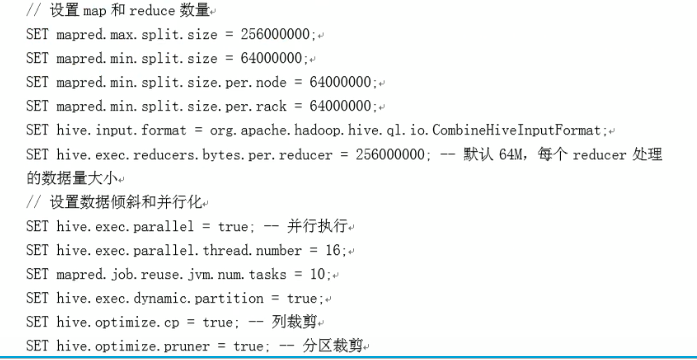 // 设置 map 和 reduce 数量
SET mapred.max.split.size = 256000000;
SET mapred.min.split.size = 64000000;
SET mapred.min.split.size.per.node = 64000000;
SET mapred.min.split.size.per.rack = 64000000;
SET hive.input.format = org.apache.hadoop.hive.ql.io.CombineHiveInputFormat;
SET hive.exec.reducers.bytes.per.reducer = 256000000; -- 默认 64M，每个 reducer 处理
的数据量大小
// 设置数据倾斜和并行化
SET hive.exec.parallel = true; -- 并行执行
SET hive.exec.parallel.thread.number = 16;
SET mapred.job.reuse.jvm.num.tasks = 10;
SET hive.exec.dynamic.partition = true;
SET hive.optimize.cp = true; -- 列裁剪
SET hive.optimize.pruner = true; -- 分区裁剪